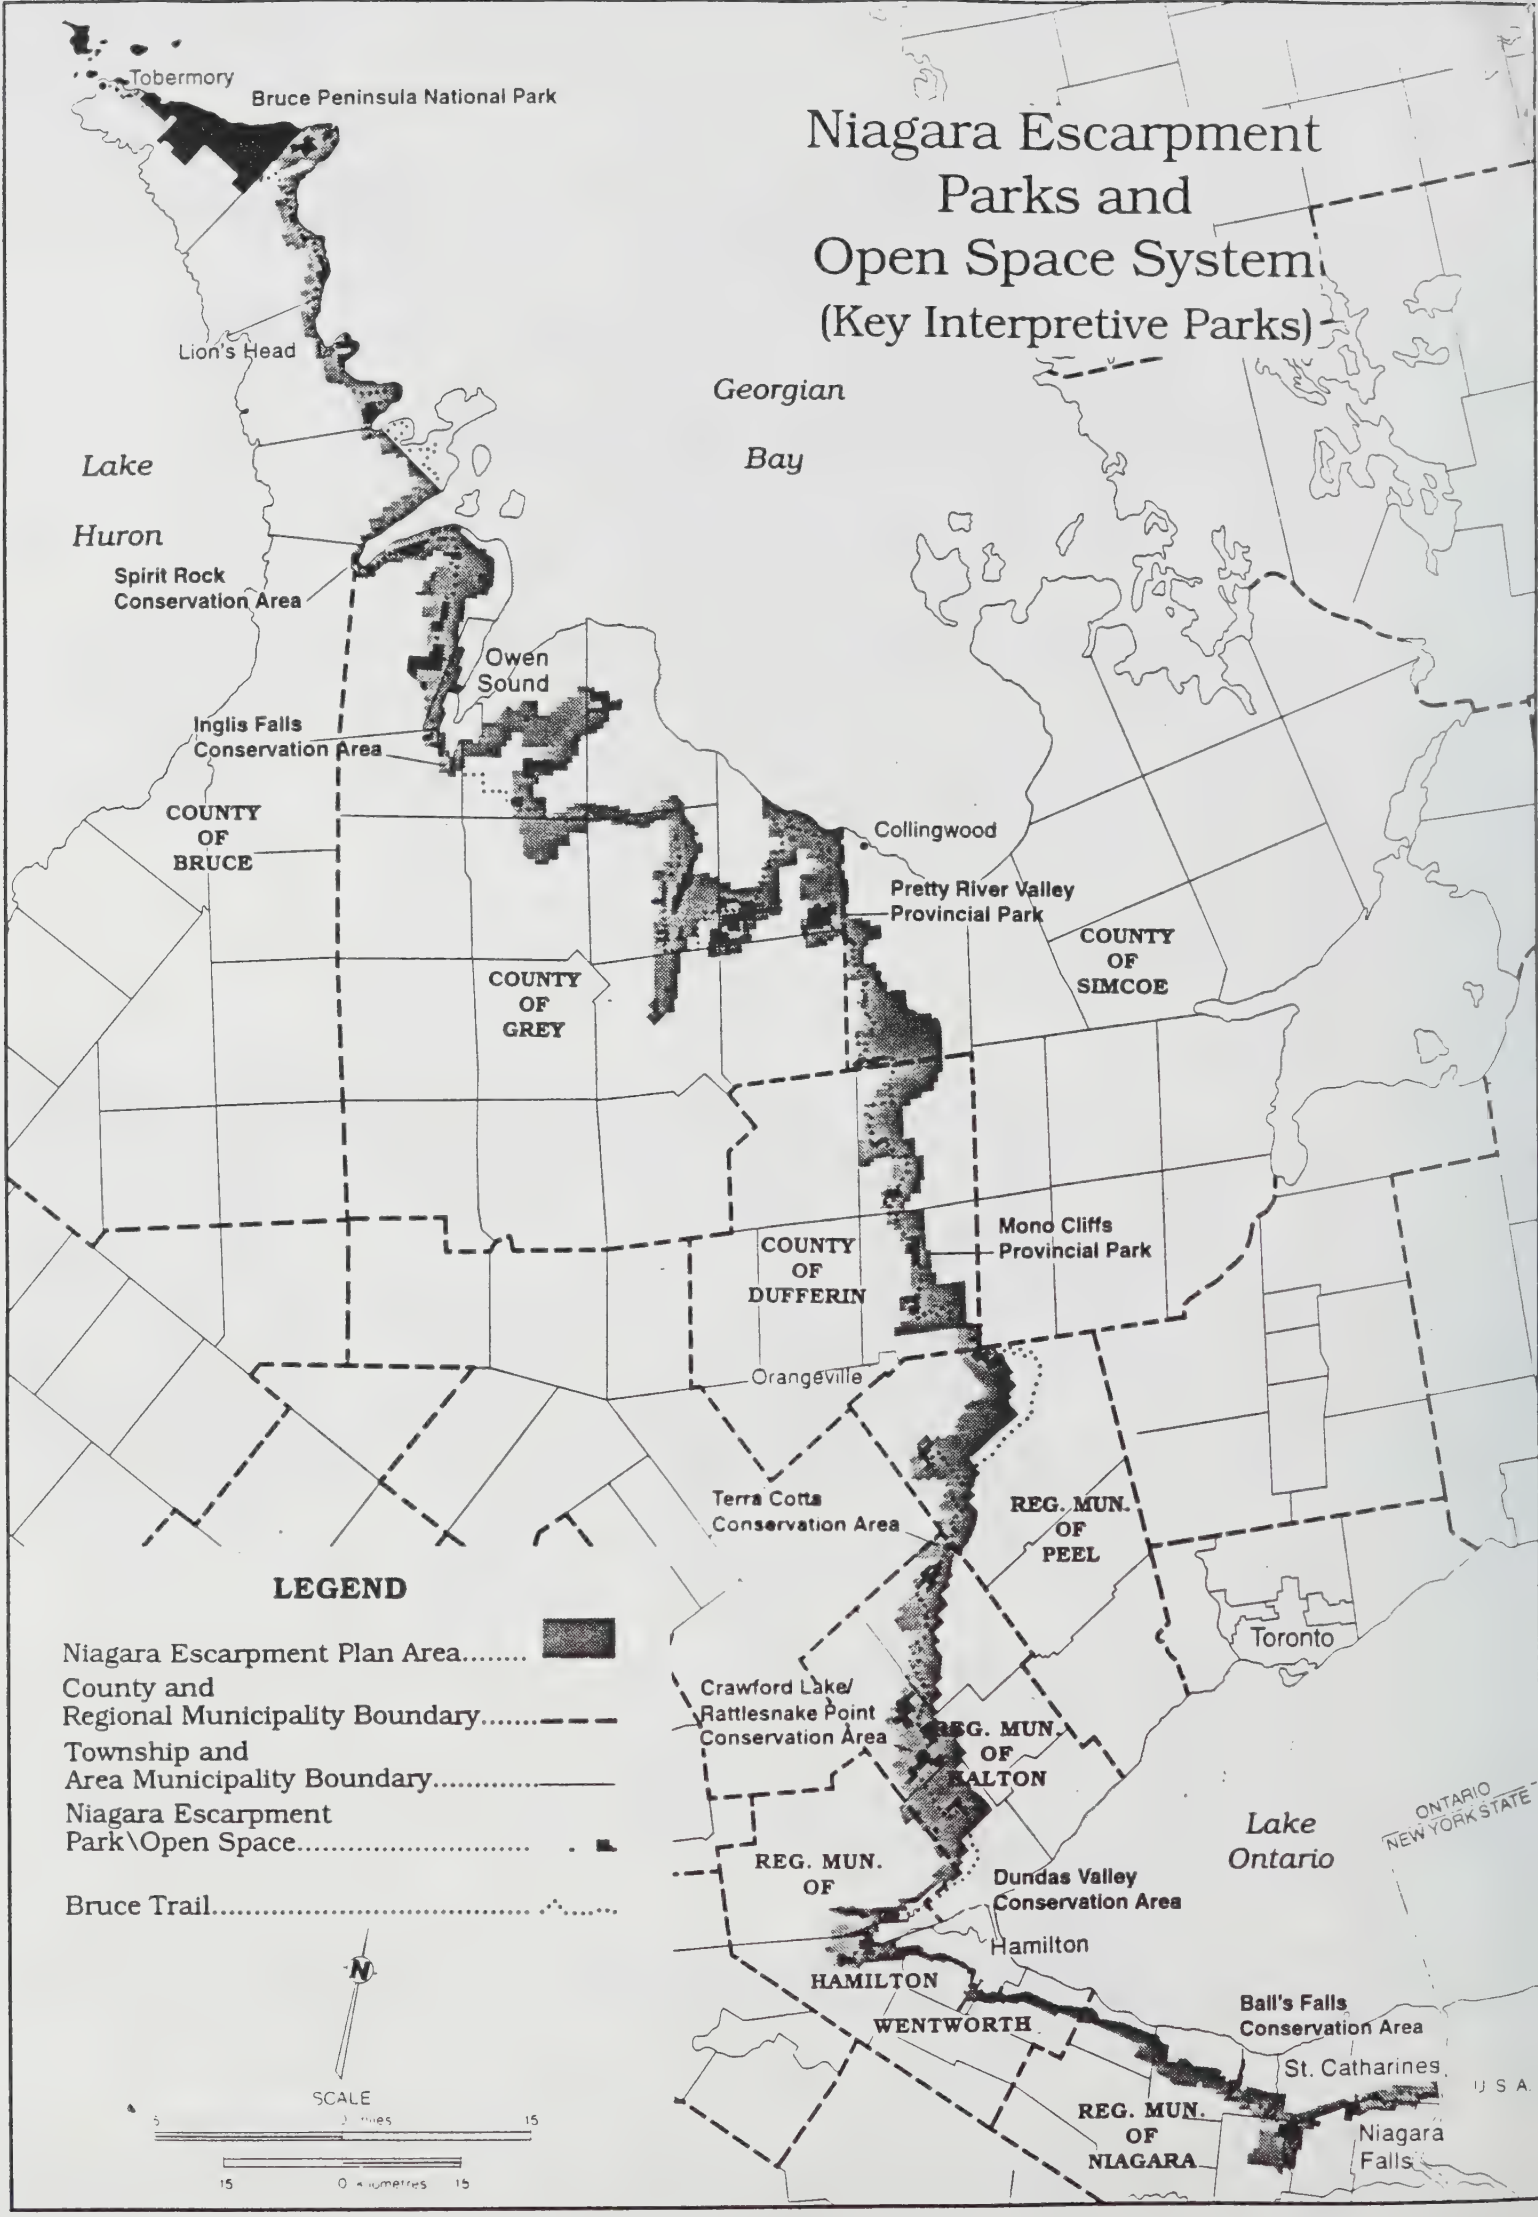 Niagara Escarpment
Parks and
Open Space System
(Key Interpretive Parks)
Tobermory
Bruce Peninsula National Park
Lion's Head
Georgian
Bay
Lake
Huron
Spirit Rock
Conservation Area
Owen
Sound
Inglis Falls
Conservation Area
COUNTY
OF
BRUCE
Collingwood
Pretty River Valley
Provincial Park
COUNTY
OF
SIMCOE
COUNTY
OF
GREY
Mono Cliffs
Provincial Park
COUNTY
OF
DUFFERIN
Orangeville
Terra Cotta
Conservation Area
REG. MUN.
OF
PEEL
Toronto
Crawford Lake/
Rattlesnake Point
Conservation Area
REG. MUN.
OF
HALTON
Lake
Ontario
ONTARIO
NEW YORK STATE
REG. MUN.
OF
HAMILTON
WENTWORTH
Dundas Valley
Conservation Area
Hamilton
Ball's Falls
Conservation Area
St. Catharines
U S A.
REG. MUN.
OF
NIAGARA
Niagara
Falls
LEGEND
Niagara Escarpment Plan Area........
County and
Regional Municipality Boundary.......
Township and
Area Municipality Boundary.............
Niagara Escarpment
Park\Open Space.............................
Bruce Trail.......................................
N
SCALE
5 0 miles 15
15 0 kilometres 15